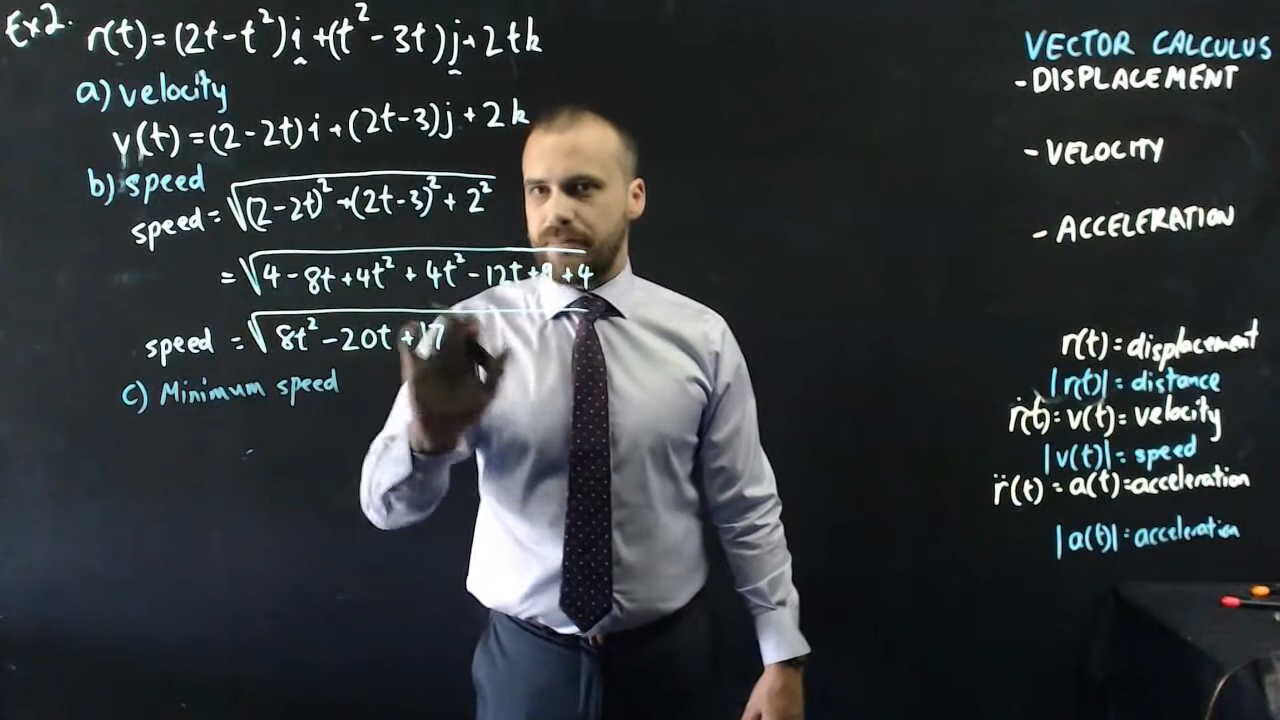 Ex2. r(t) = (2t-t²)i + (t² - 3t)j + 2tk
a) velocity
v(t) = (2-2t)i + (2t-3)j + 2k
b) speed
speed = √(2-2t)² + (2t-3)² + 2²
= √4 - 8t + 4t² + 4t² - 12t + 9 + 4
speed = √8t² - 20t + 17
c) Minimum speed
VECTOR CALCULUS
- DISPLACEMENT
- VELOCITY
- ACCELERATION
r(t) = displacement
|r(t)| = distance
ṙ(t) = v(t) = velocity
|v(t)| = speed
r̈(t) = a(t) = acceleration
|a(t)| = acceleration